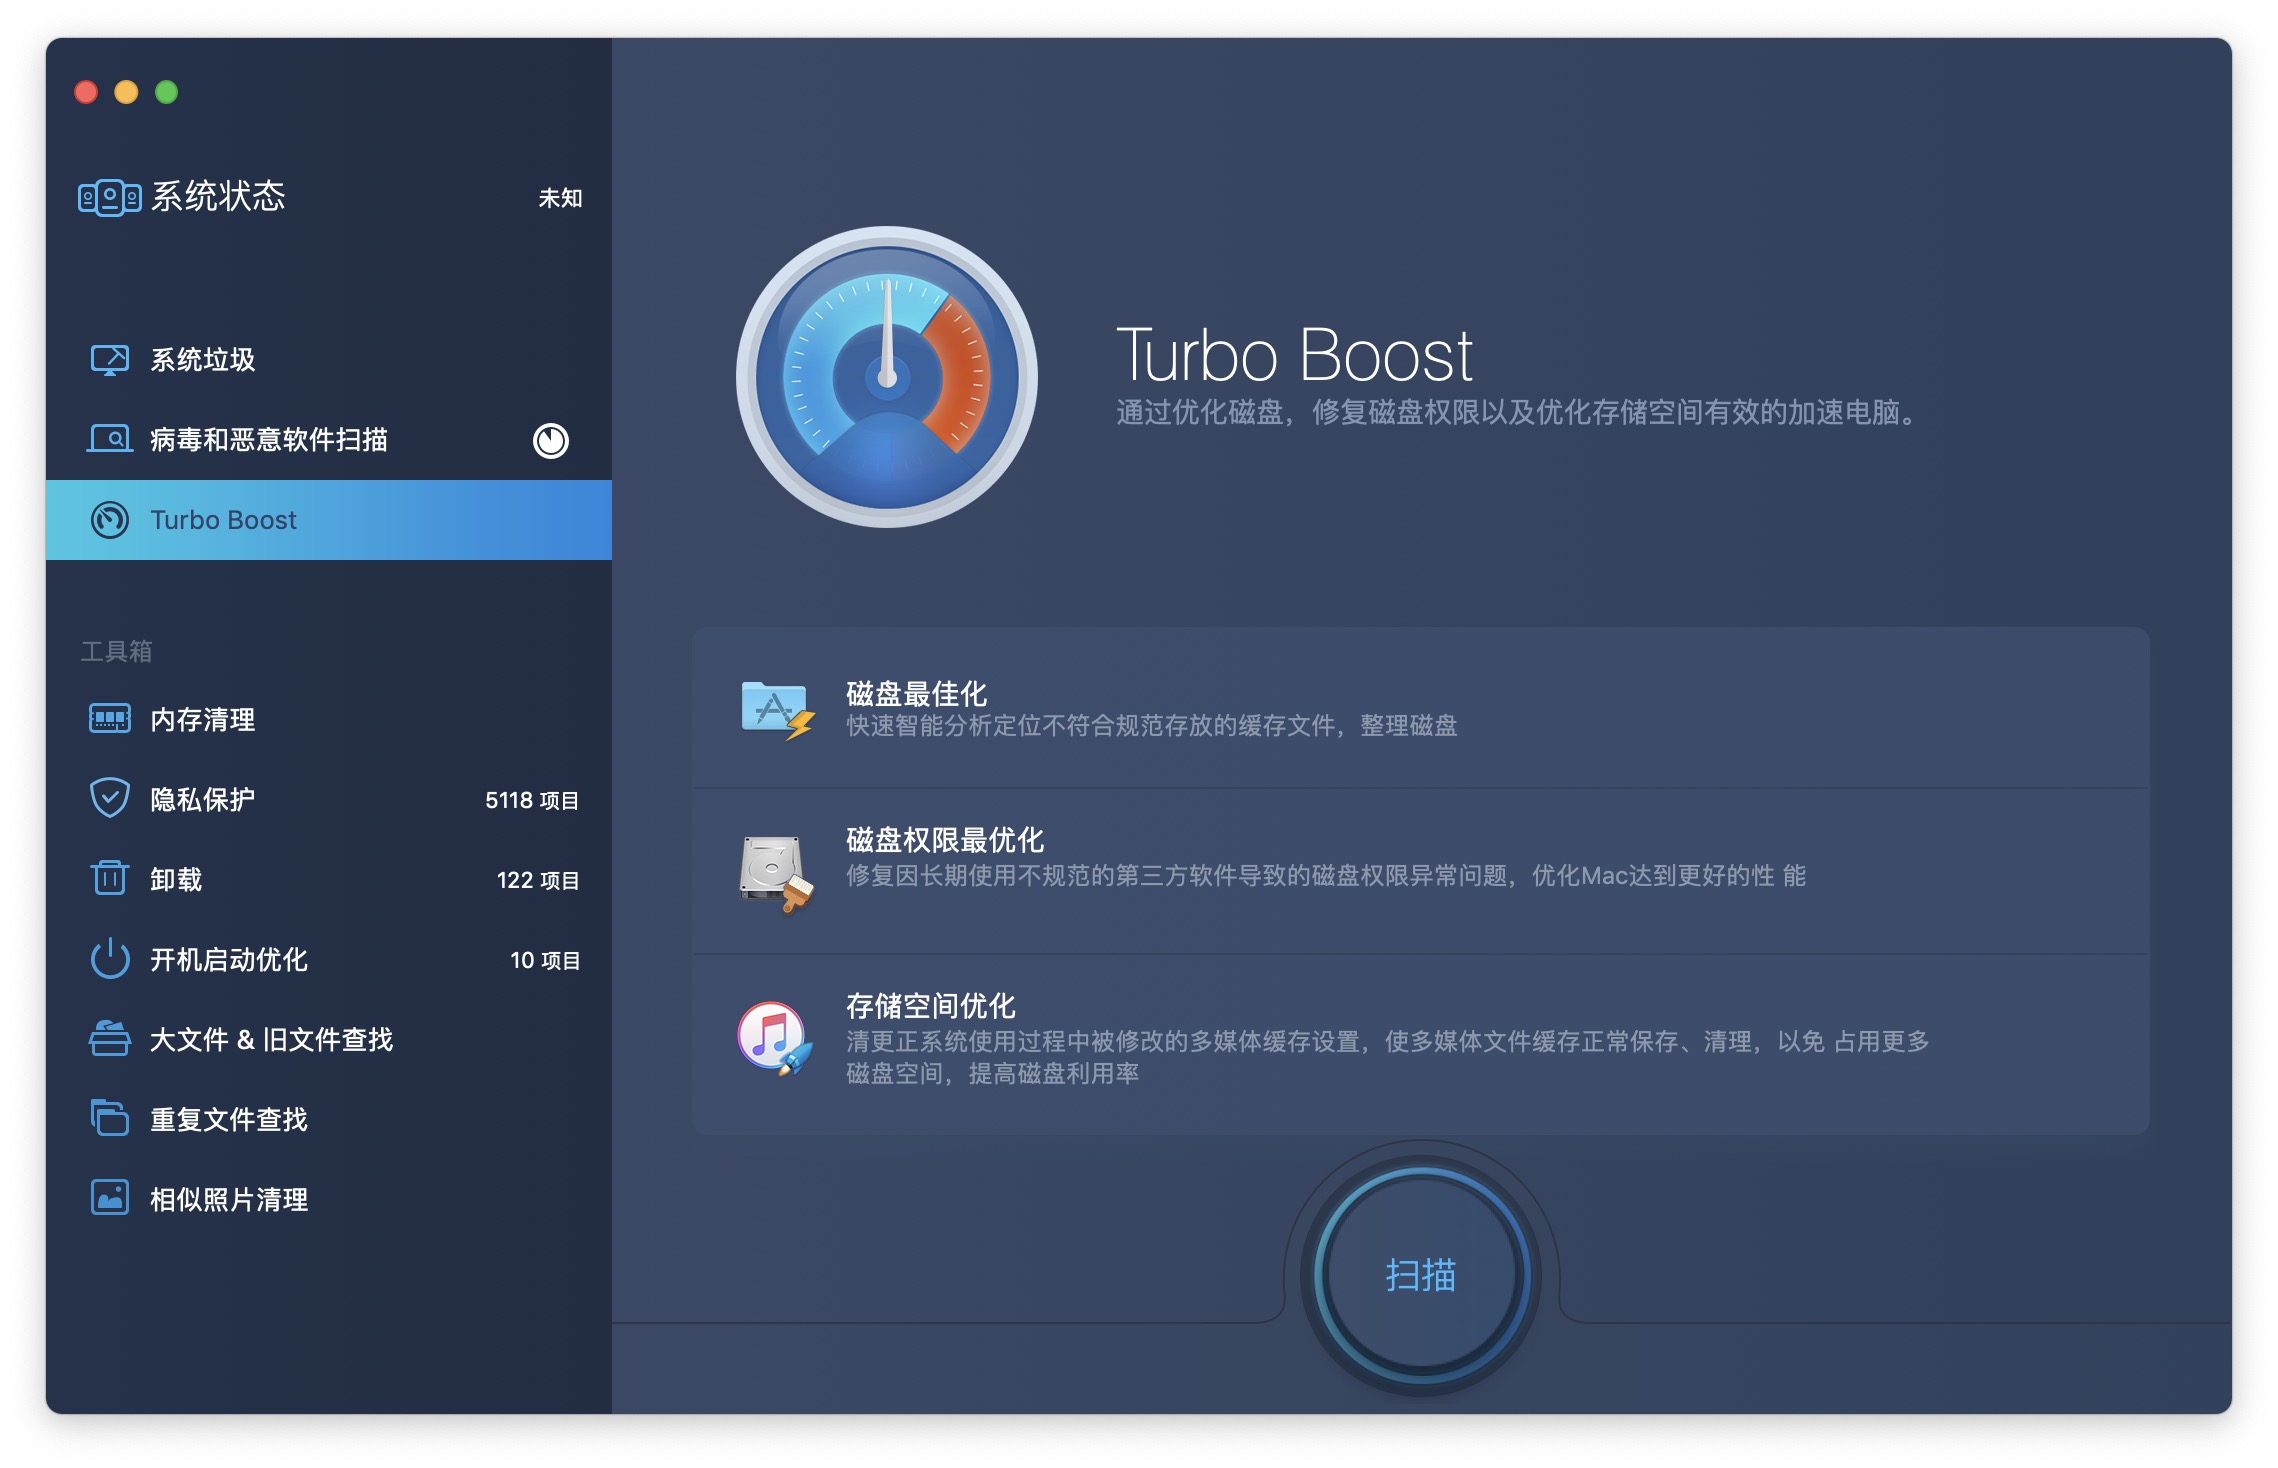 系统状态 未知
系统垃圾
病毒和恶意软件扫描
Turbo Boost
工具箱
内存清理
隐私保护 5118 项目
卸载 122 项目
开机启动优化 10 项目
大文件 & 旧文件查找
重复文件查找
相似照片清理
Turbo Boost
通过优化磁盘，修复磁盘权限以及优化存储空间有效的加速电脑。
磁盘最佳化
快速智能分析定位不符合规范存放的缓存文件，整理磁盘
磁盘权限最优化
修复因长期使用不规范的第三方软件导致的磁盘权限异常问题，优化Mac达到更好的性 能
存储空间优化
清更正系统使用过程中被修改的多媒体缓存设置，使多媒体文件缓存正常保存、清理，以免 占用更多
磁盘空间，提高磁盘利用率
扫描